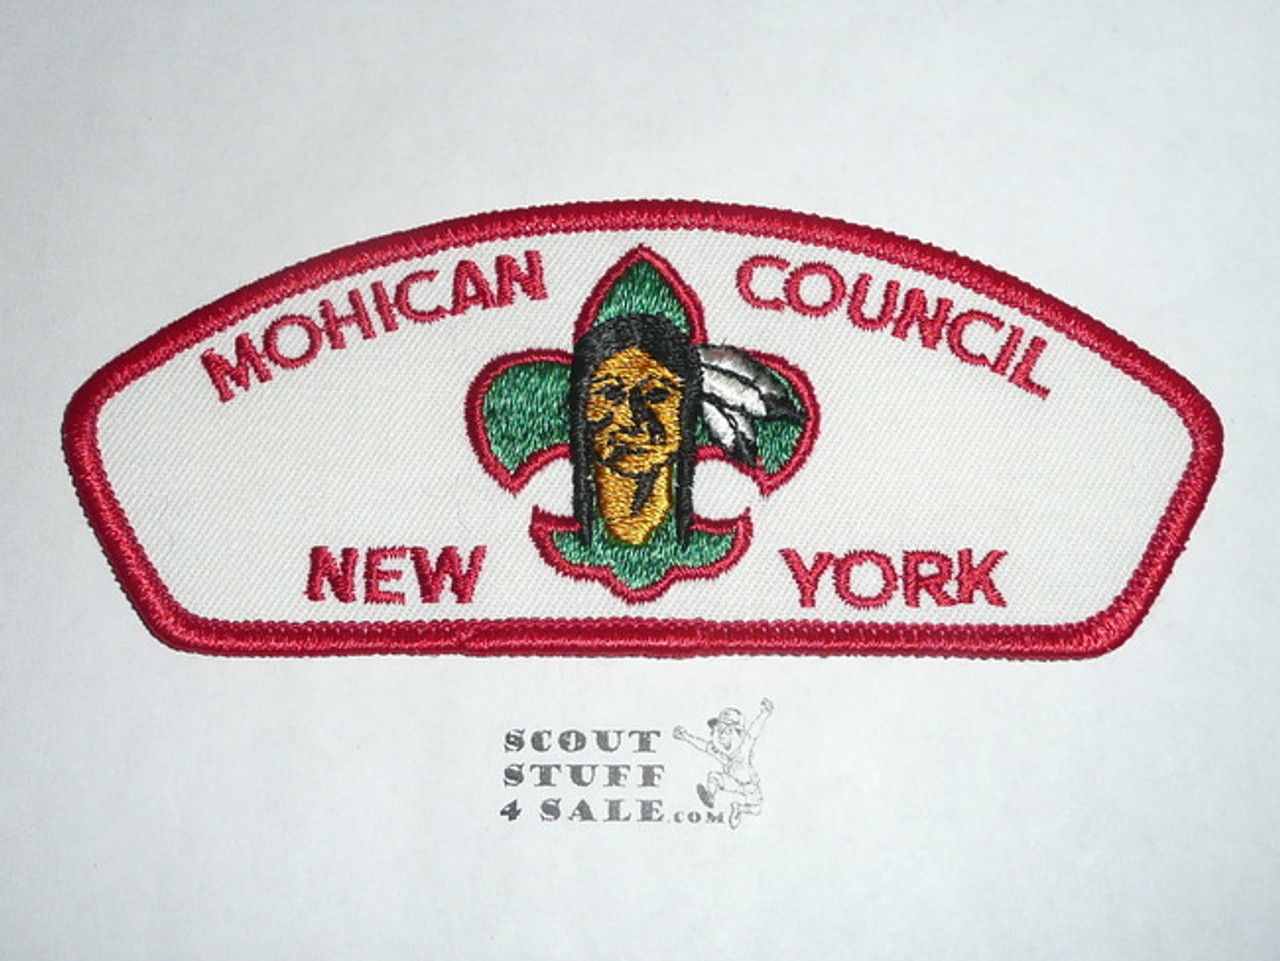 MOHICAN COUNCIL
NEW YORK
SCOUT
STUFF
4 SALE.COM